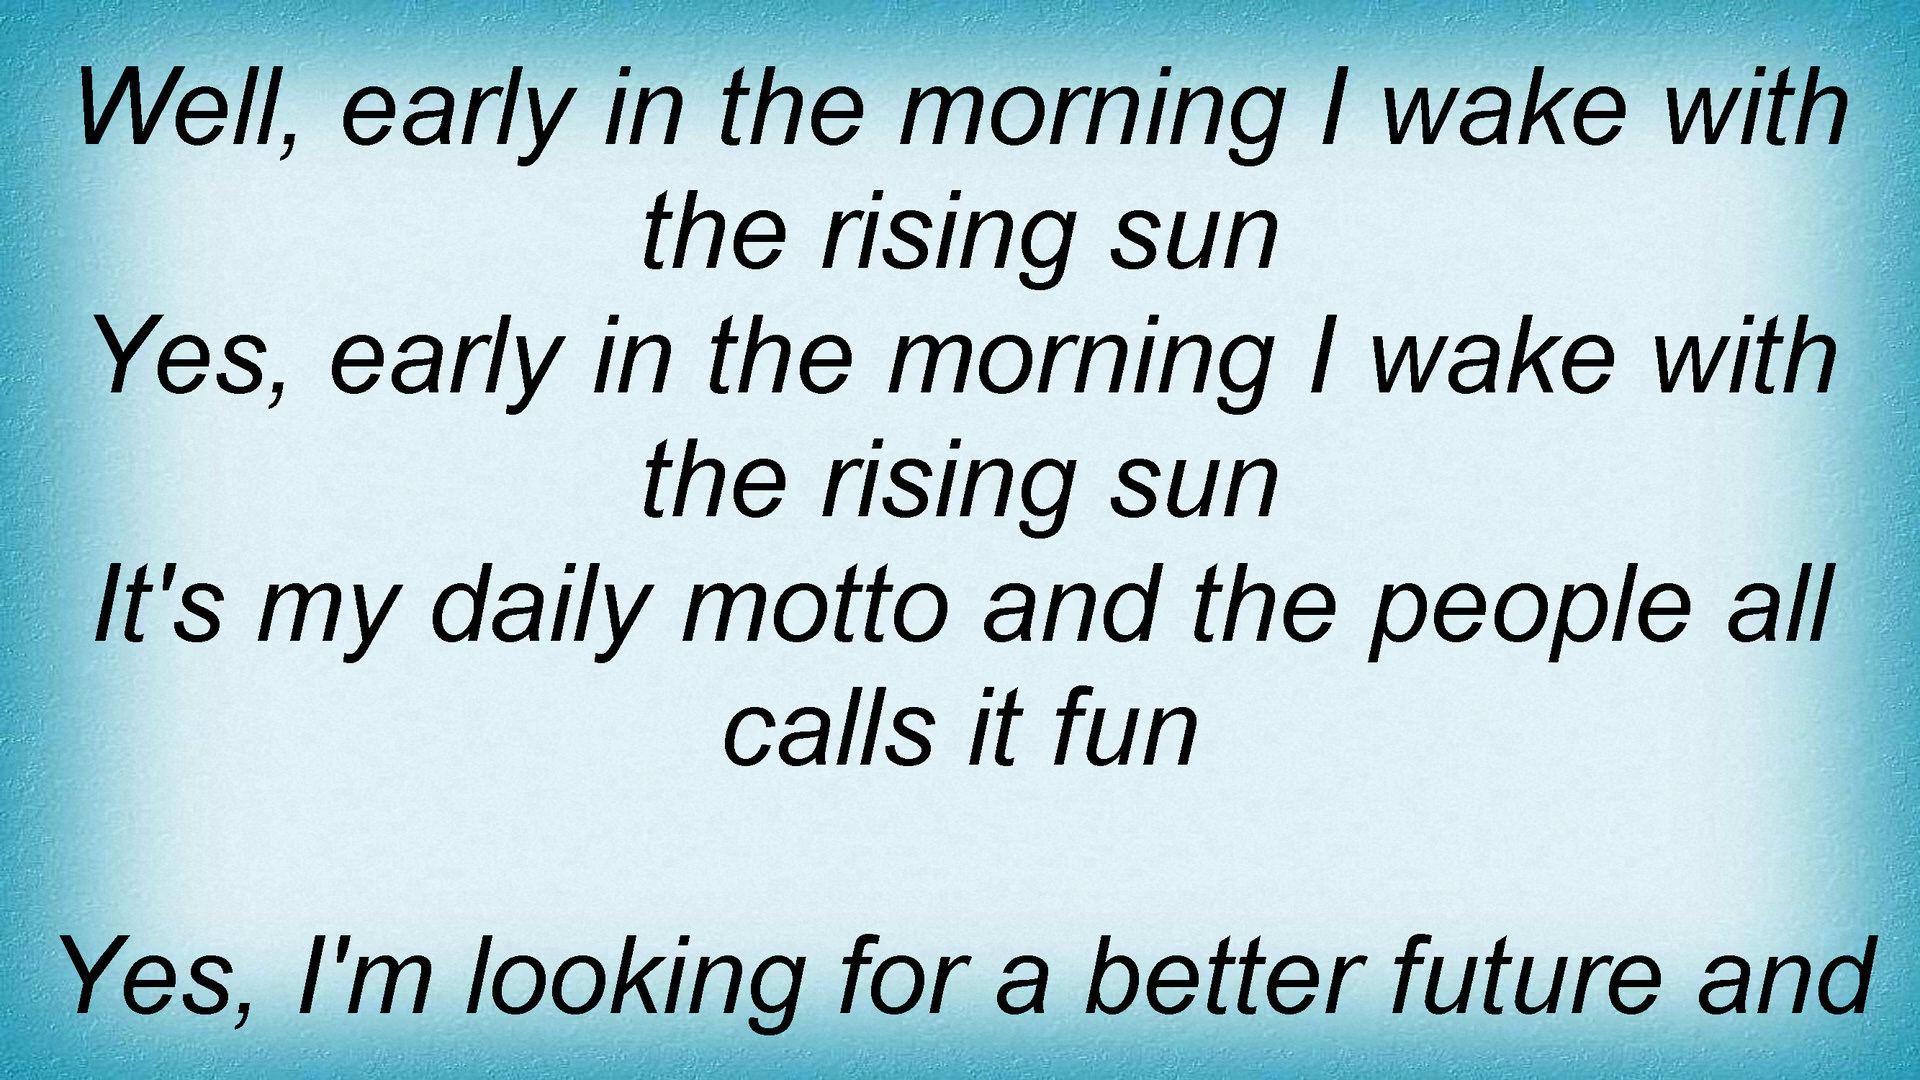 Well, early in the morning I wake with
the rising sun
Yes, early in the morning I wake with
the rising sun
It's my daily motto and the people all
calls it fun
Yes, I'm looking for a better future and